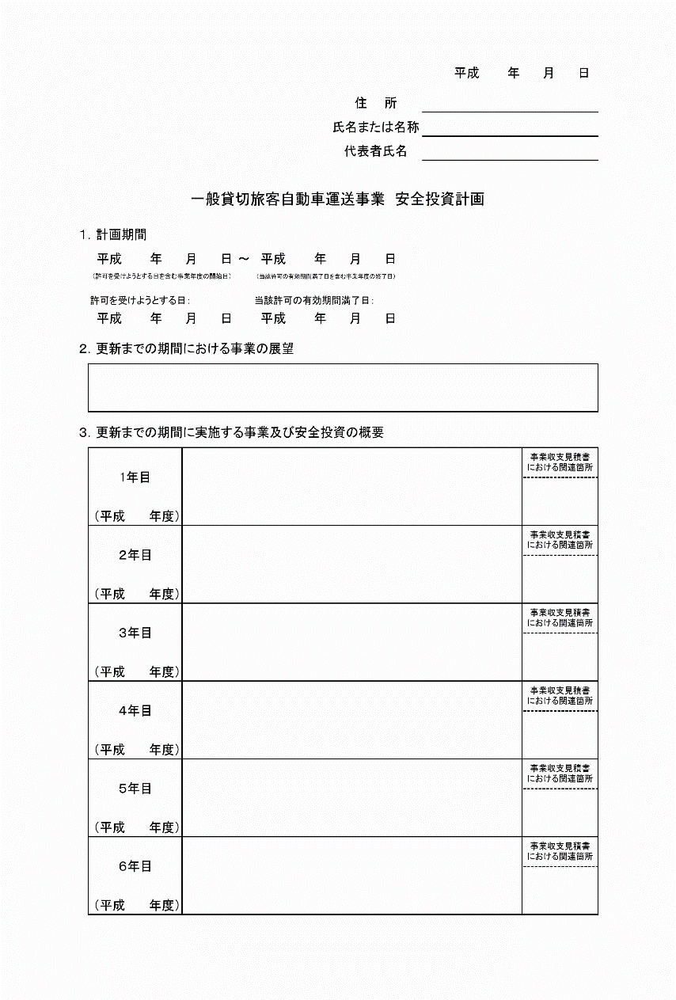 平成　　年　　月　　日
住　所
氏名または名称
代表者氏名
一般貸切旅客自動車運送事業　安全投資計画
１．計画期間
平成　　年　　月　　日 ～ 平成　　年　　月　　日
（許可を受けようとする日を含む事業年度の開始日）　　（当該許可の有効期間満了日を含む事業年度の終了日）
許可を受けようとする日：　　当該許可の有効期間満了日：
平成　　年　　月　　日　　平成　　年　　月　　日
２．更新までの期間における事業の展望
３．更新までの期間に実施する事業及び安全投資の概要
１年目
（平成　　年度）
事業収支見積書
における関連箇所
２年目
（平成　　年度）
事業収支見積書
における関連箇所
３年目
（平成　　年度）
事業収支見積書
における関連箇所
４年目
（平成　　年度）
事業収支見積書
における関連箇所
５年目
（平成　　年度）
事業収支見積書
における関連箇所
６年目
（平成　　年度）
事業収支見積書
における関連箇所